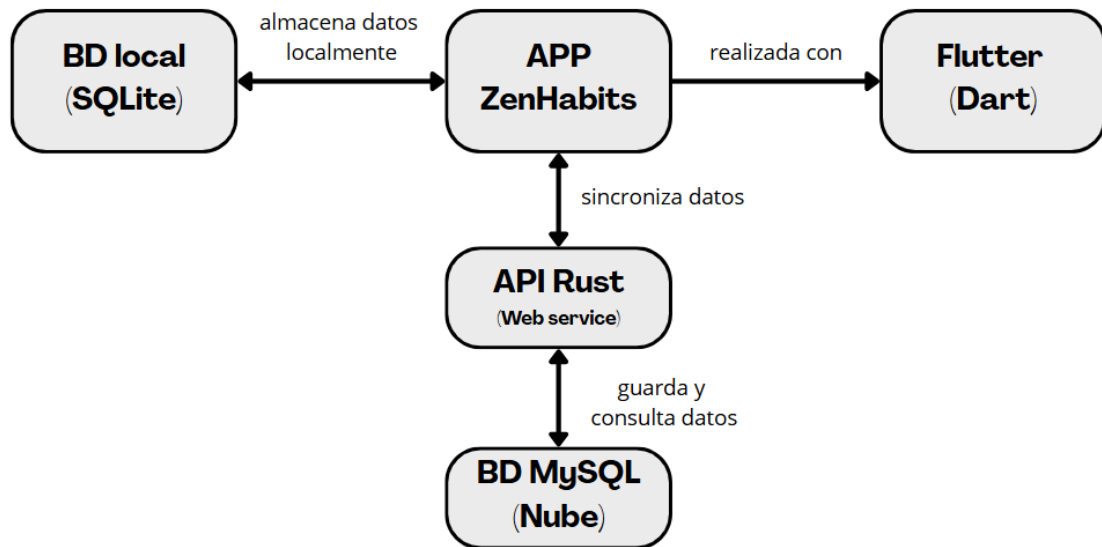 BD local
(SQLite)
almacena datos
localmente
APP
ZenHabits
realizada con
Flutter
(Dart)
sincroniza datos
API Rust
(Web service)
guarda y
consulta datos
BD MySQL
(Nube)